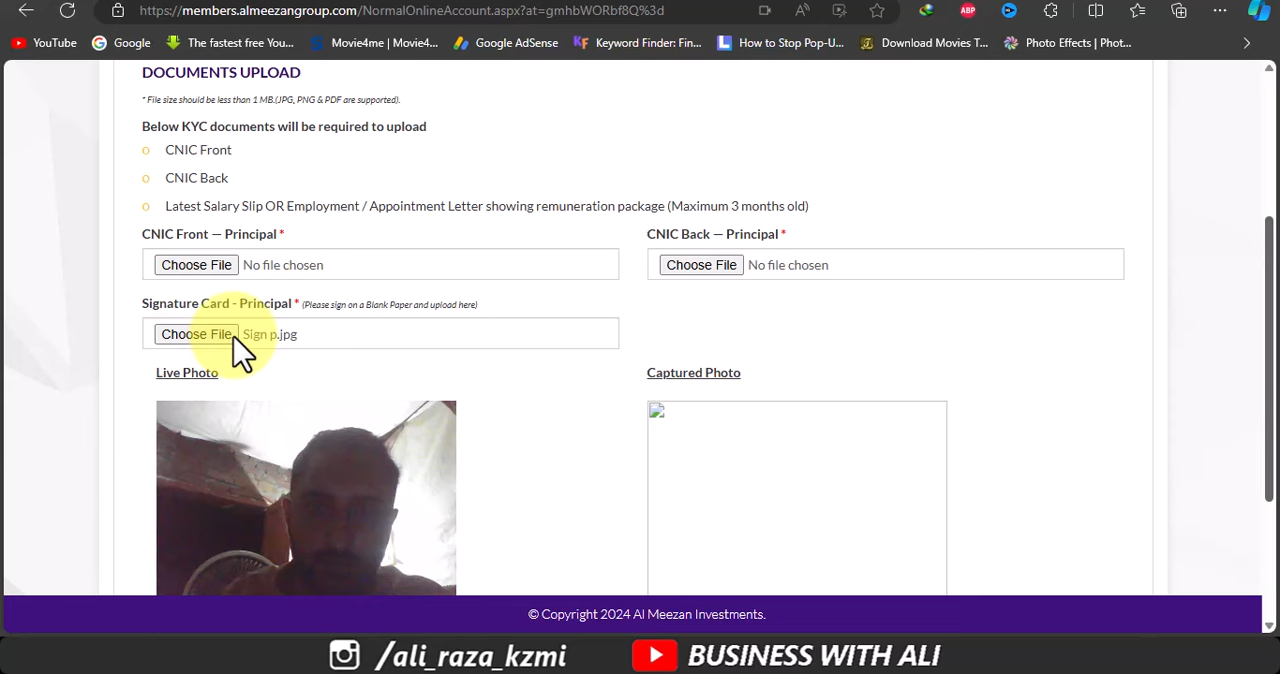 https://members.almeezangroup.com/NormalOnlineAccount.aspx?at=gmhbWORbf8Q%3d
YouTube Google The fastest free You... Movie4me | Movie4... Google AdSense Keyword Finder: Fin... How to Stop Pop-U... Download Movies T... Photo Effects | Phot...
DOCUMENTS UPLOAD
* File size should be less than 1 MB.(JPG, PNG & PDF are supported).
Below KYC documents will be required to upload
o CNIC Front
o CNIC Back
o Latest Salary Slip OR Employment / Appointment Letter showing remuneration package (Maximum 3 months old)
CNIC Front — Principal * CNIC Back — Principal *
Choose File No file chosen Choose File No file chosen
Signature Card - Principal * (Please sign on a Blank Paper and upload here)
Choose File Sign p.jpg
Live Photo Captured Photo
© Copyright 2024 Al Meezan Investments.
/ali_raza_kzmi BUSINESS WITH ALI